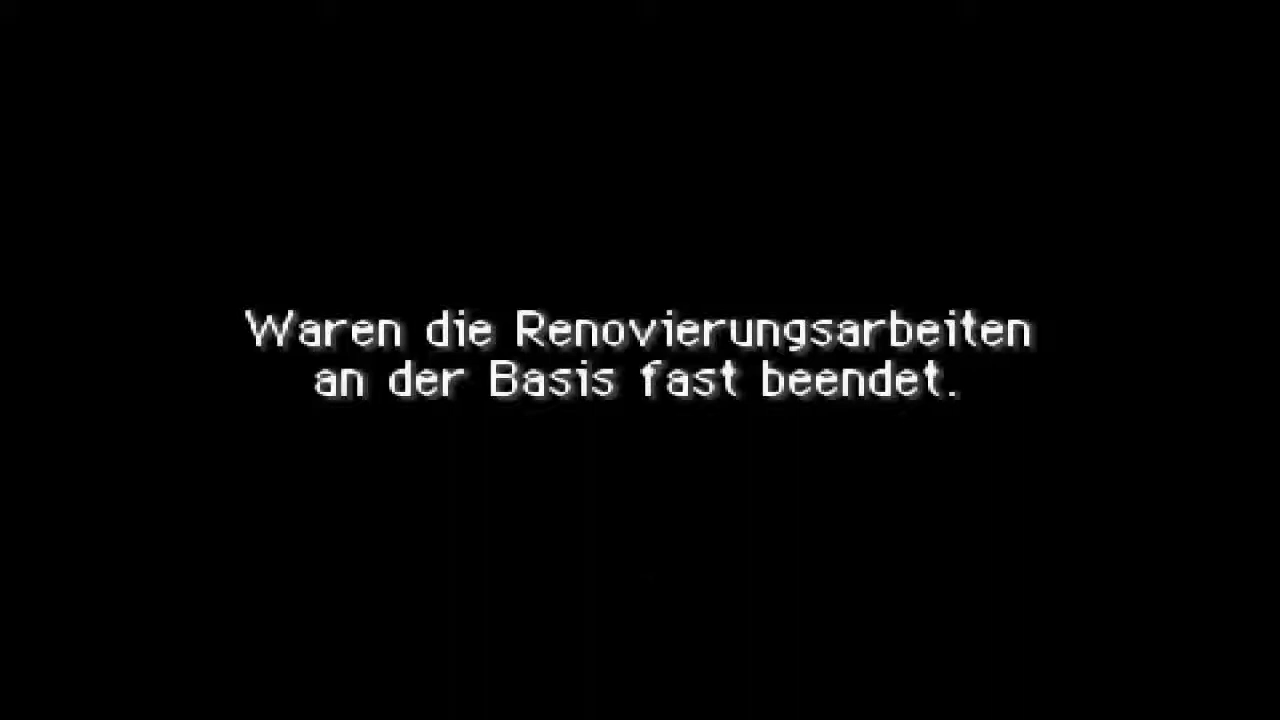 Waren die Renovierungsarbeiten
an der Basis fast beendet.